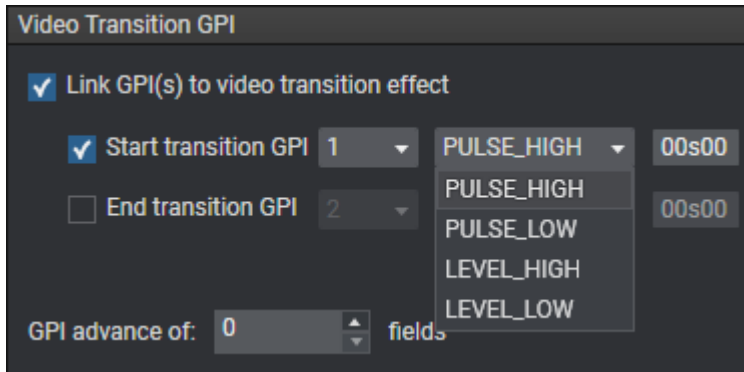 Video Transition GPI
Link GPI(s) to video transition effect
Start transition GPI 1 PULSE_HIGH 00s00
PULSE_HIGH
End transition GPI 2 00s00
PULSE_LOW
LEVEL_HIGH
LEVEL_LOW
GPI advance of: 0 fields